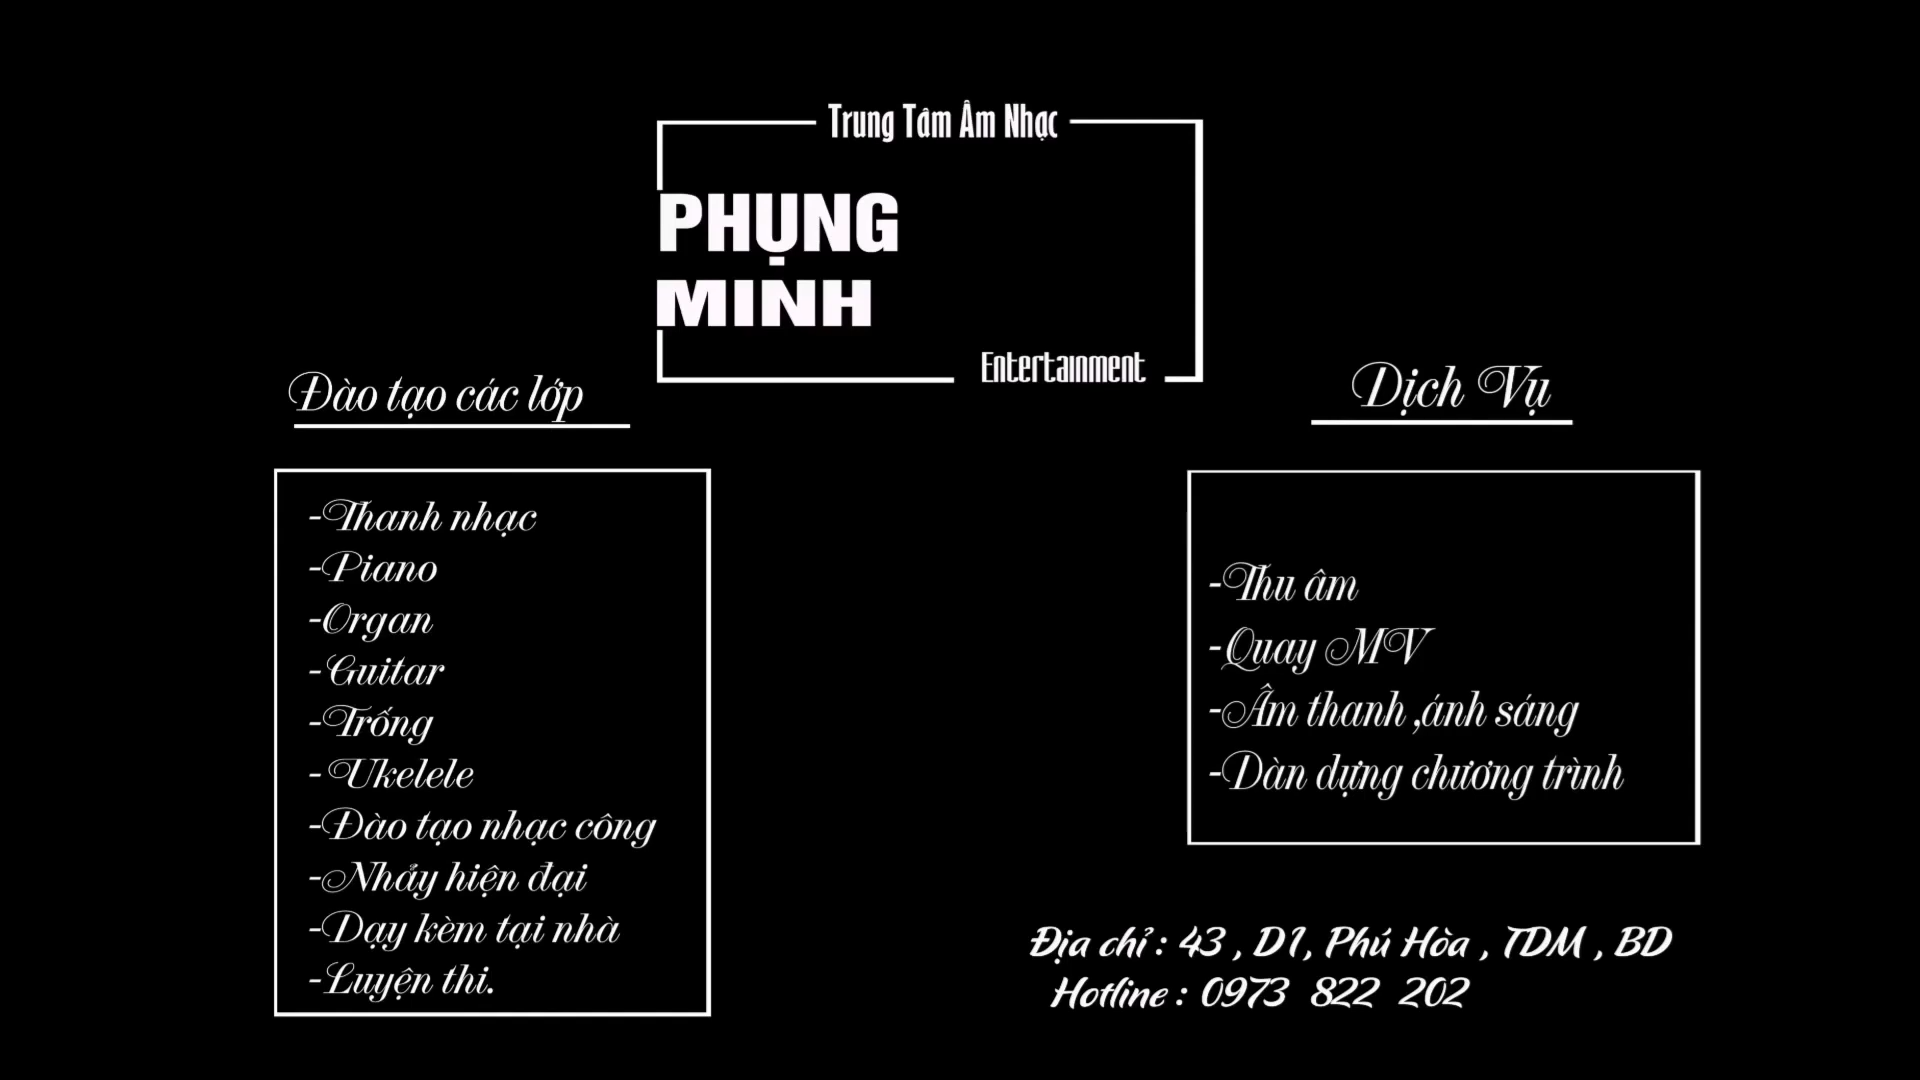 Trung Tâm Âm Nhạc
PHỤNG
MINH
Entertainment
Đào tạo các lớp
-Thanh nhạc
-Piano
-Organ
-Guitar
-Trống
- Ukelele
-Đào tạo nhạc công
-Nhảy hiện đại
-Dạy kèm tại nhà
-Luyện thi.
Dịch Vụ
-Thu âm
-Quay MV
-Âm thanh ,ánh sáng
-Dàn dựng chương trình
Địa chỉ : 43 , D1, Phú Hòa , TDM , BD
Hotline : 0973 822 202